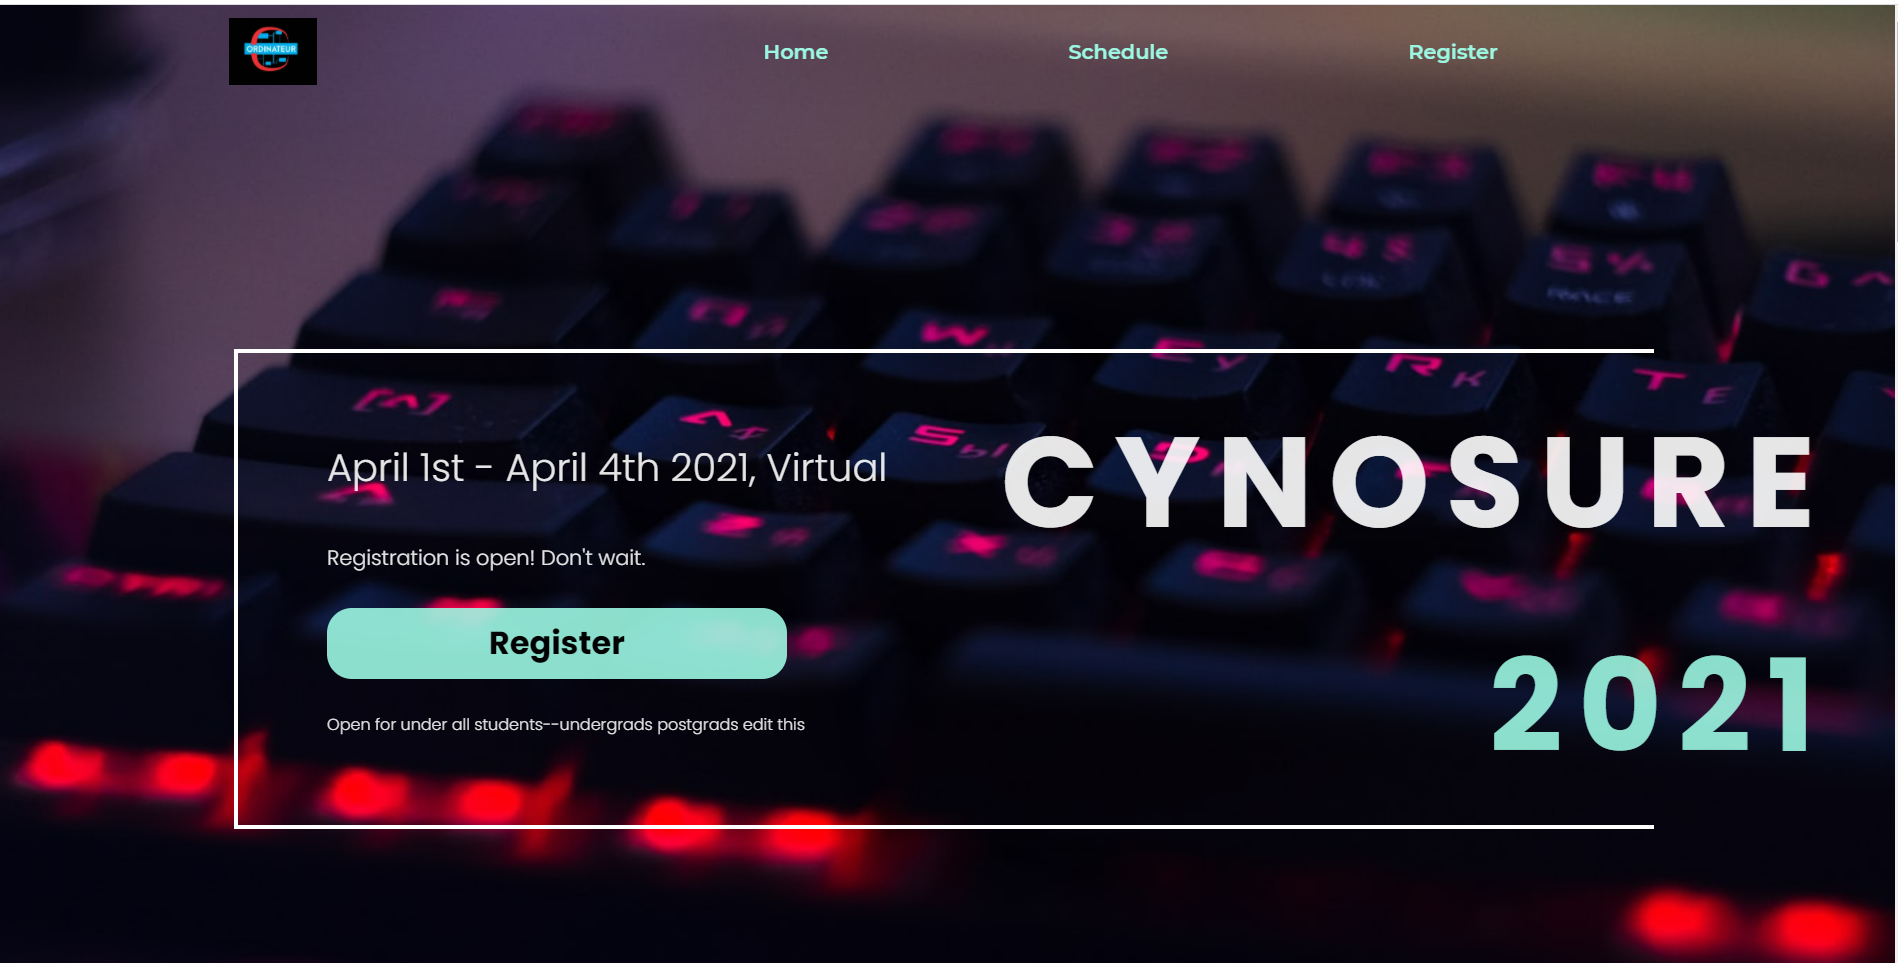 ORDINATEUR
Home
Schedule
Register
April 1st - April 4th 2021, Virtual
CYNOSURE
Registration is open! Don't wait.
Register
2021
Open for under all students--undergrads postgrads edit this